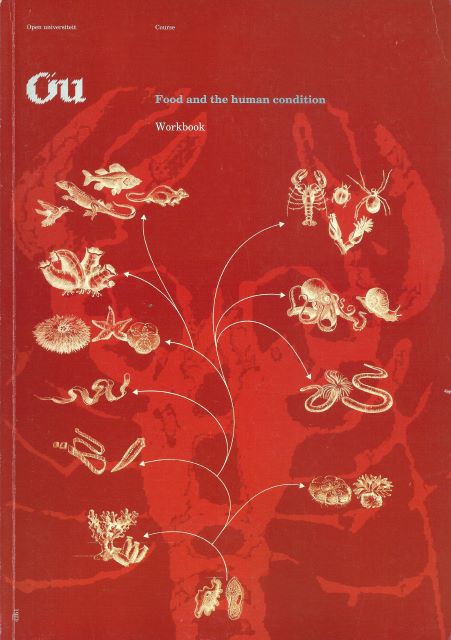 Open universiteit
Course
Ou
Food and the human condition
Workbook